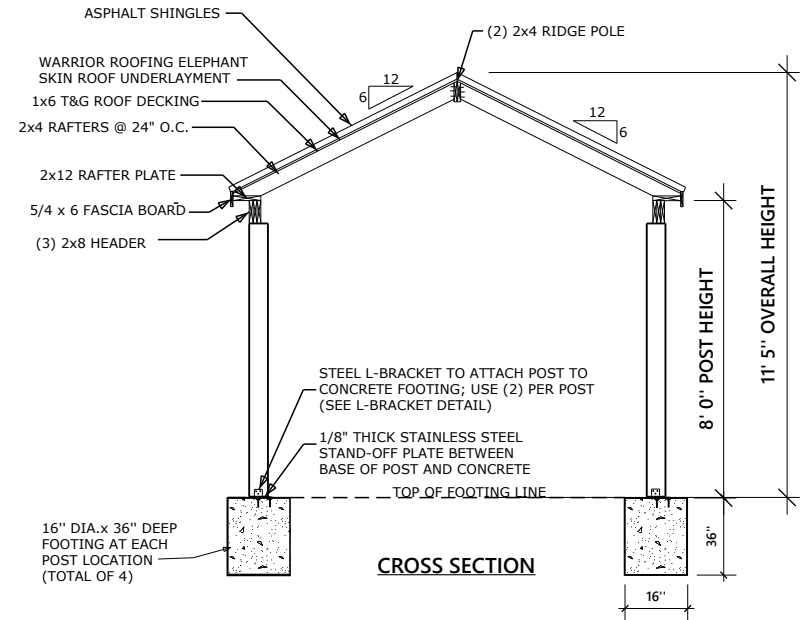 ASPHALT SHINGLES
(2) 2x4 RIDGE POLE
WARRIOR ROOFING ELEPHANT
SKIN ROOF UNDERLAYMENT
12
6
1x6 T&G ROOF DECKING
12
6
2x4 RAFTERS @ 24" O.C.
2x12 RAFTER PLATE
5/4 x 6 FASCIA BOARD
(3) 2x8 HEADER
8' 0" POST HEIGHT
11' 5" OVERALL HEIGHT
STEEL L-BRACKET TO ATTACH POST TO
CONCRETE FOOTING; USE (2) PER POST
(SEE L-BRACKET DETAIL)
1/8" THICK STAINLESS STEEL
STAND-OFF PLATE BETWEEN
BASE OF POST AND CONCRETE
TOP OF FOOTING LINE
16" DIA.x 36" DEEP
FOOTING AT EACH
POST LOCATION
(TOTAL OF 4)
36"
CROSS SECTION
16"